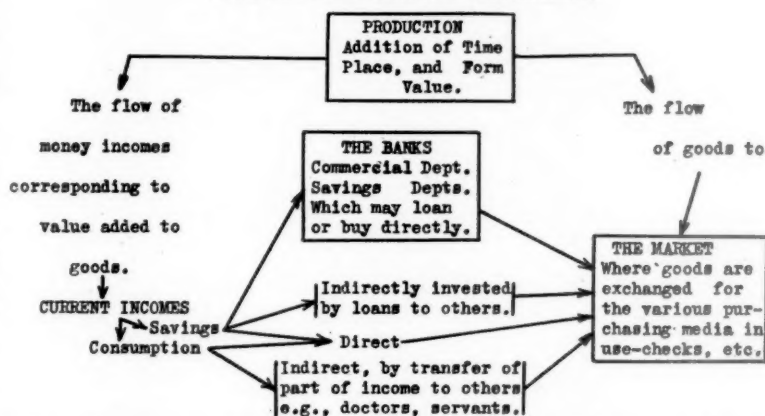 PRODUCTION
Addition of Time
Place, and Form
Value.
The flow of
money incomes
corresponding to
value added to
goods.
The flow
of goods to
THE BANKS
Commercial Dept.
Savings Depts.
Which may loan
or buy directly.
THE MARKET
Where goods are
exchanged for
the various pur-
chasing media in
use-checks, etc.
CURRENT INCOMES
Savings
Consumption
Indirectly invested
by loans to others.
Direct
Indirect, by transfer of
part of income to others
e.g., doctors, servants.